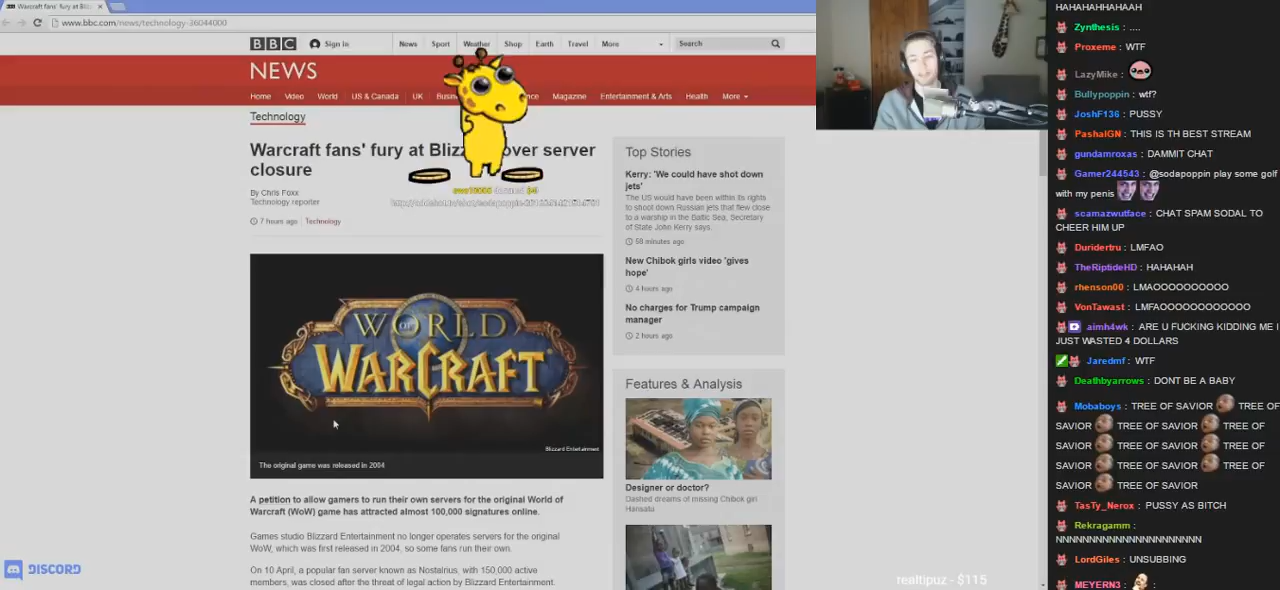 Warcraft fans' fury at Bliz
www.bbc.com/news/technology-36044000
BBC
Sign in
News
Sport
Weather
Shop
Earth
Travel
More
Search
NEWS
Home
Video
World
US & Canada
UK
Magazine
Entertainment & Arts
Health
More
Technology
Warcraft fans' fury at over server
closure
By Chris Foxx
Technology reporter
7 hours ago
Technology
WORLD
OF
WARCRAFT
Blizzard Entertainment
The original game was released in 2004
A petition to allow gamers to run their own servers for the original World of
Warcraft (WoW) game has attracted almost 100,000 signatures online.
Games studio Blizzard Entertainment no longer operates servers for the original
WoW, which was first released in 2004, so some fans run their own.
On 10 April, a popular fan server known as Nostalrius, with 150,000 active
members, was closed after the threat of legal action by Blizzard Entertainment.
Top Stories
Kerry: 'We could have shot down
jets'
The US would have been within its rights
to shoot down Russian jets that flew close
to a warship in the Baltic Sea, Secretary
of State John Kerry says.
58 minutes ago
New Chibok girls video 'gives
hope'
4 hours ago
No charges for Trump campaign
manager
2 hours ago
Features & Analysis
Designer or doctor?
Dashed dreams of missing Chibok girl
Hansata
DISCORD
realtipuz - $115
HAHAHAHHAHAAH
Zynthesis : ....
Proxeme : WTF
LazyMike :
Bullypoppin : wtf?
JoshF136 : PUSSY
PashaIGN : THIS IS TH BEST STREAM
gundamroxas : DAMMIT CHAT
Gamer244543 : @sodapoppin play some golf
with my penis
scamazwutface : CHAT SPAM SODAL TO
CHEER HIM UP
Duridertru : LMFAO
TheRiptideHD : HAHAHAH
rhenson00 : LMAOOOOOOOOO
VonTawast : LMFAOOOOOOOOOOO
aimh4wk : ARE U FUCKING KIDDING ME I
JUST WASTED 4 DOLLARS
Jaredmf : WTF
Deathbyarrows : DONT BE A BABY
Mobaboys : TREE OF SAVIOR TREE OF
SAVIOR TREE OF SAVIOR TREE OF
SAVIOR TREE OF SAVIOR TREE OF
SAVIOR TREE OF SAVIOR TREE OF
SAVIOR TREE OF SAVIOR
TasTy_Nerox : PUSSY AS BITCH
Rekragamm :
NNNNNNNNNNNNNNNNNNNNNN
LordGiles : UNSUBBING
MEYERN3 : :